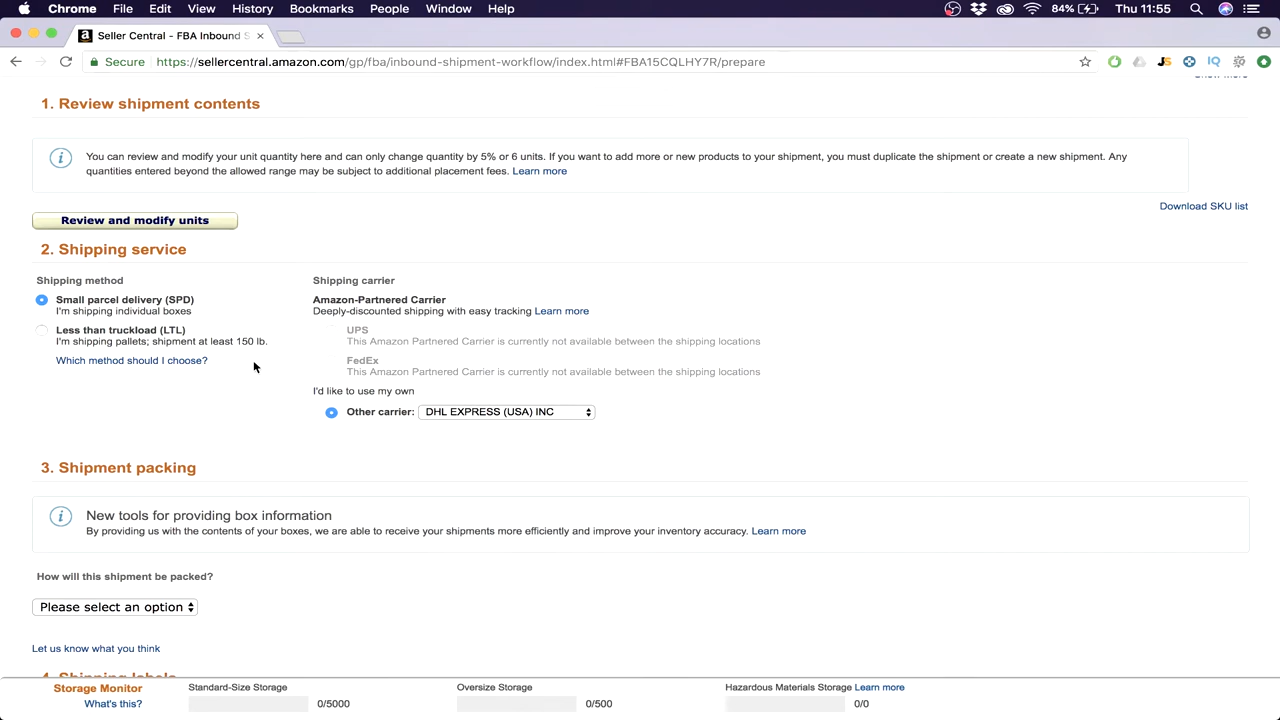 Chrome File Edit View History Bookmarks People Window Help 84% Thu 11:55
Seller Central - FBA Inbound S
Secure https://sellercentral.amazon.com/gp/fba/inbound-shipment-workflow/index.html#FBA15CQLHY7R/prepare
1. Review shipment contents
You can review and modify your unit quantity here and can only change quantity by 5% or 6 units. If you want to add more or new products to your shipment, you must duplicate the shipment or create a new shipment. Any
quantities entered beyond the allowed range may be subject to additional placement fees. Learn more
Download SKU list
Review and modify units
2. Shipping service
Shipping method
Small parcel delivery (SPD)
I'm shipping individual boxes
Less than truckload (LTL)
I'm shipping pallets; shipment at least 150 lb.
Which method should I choose?
Shipping carrier
Amazon-Partnered Carrier
Deeply-discounted shipping with easy tracking Learn more
UPS
This Amazon Partnered Carrier is currently not available between the shipping locations
FedEx
This Amazon Partnered Carrier is currently not available between the shipping locations
I'd like to use my own
Other carrier: DHL EXPRESS (USA) INC
3. Shipment packing
New tools for providing box information
By providing us with the contents of your boxes, we are able to receive your shipments more efficiently and improve your inventory accuracy. Learn more
How will this shipment be packed?
Please select an option
Let us know what you think
4. Shipping labels
Storage Monitor
What's this?
Standard-Size Storage
0/5000
Oversize Storage
0/500
Hazardous Materials Storage Learn more
0/0